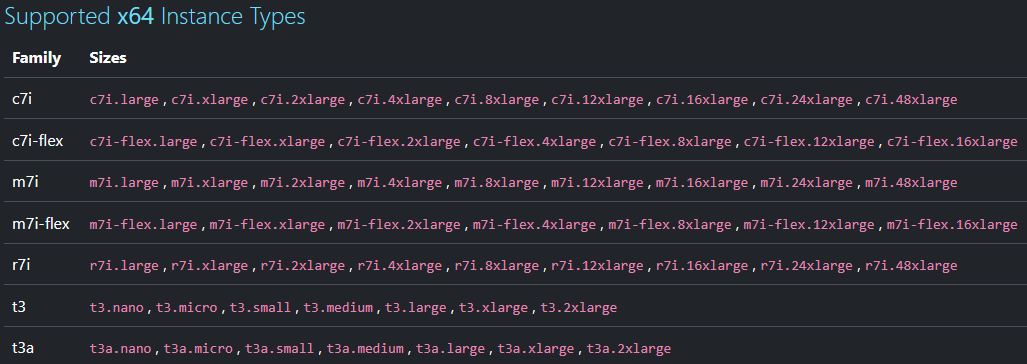 Supported x64 Instance Types
Family Sizes
c7i c7i.large , c7i.xlarge , c7i.2xlarge , c7i.4xlarge , c7i.8xlarge , c7i.12xlarge , c7i.16xlarge , c7i.24xlarge , c7i.48xlarge
c7i-flex c7i-flex.large , c7i-flex.xlarge , c7i-flex.2xlarge , c7i-flex.4xlarge , c7i-flex.8xlarge , c7i-flex.12xlarge , c7i-flex.16xlarge
m7i m7i.large , m7i.xlarge , m7i.2xlarge , m7i.4xlarge , m7i.8xlarge , m7i.12xlarge , m7i.16xlarge , m7i.24xlarge , m7i.48xlarge
m7i-flex m7i-flex.large , m7i-flex.xlarge , m7i-flex.2xlarge , m7i-flex.4xlarge , m7i-flex.8xlarge , m7i-flex.12xlarge , m7i-flex.16xlarge
r7i r7i.large , r7i.xlarge , r7i.2xlarge , r7i.4xlarge , r7i.8xlarge , r7i.12xlarge , r7i.16xlarge , r7i.24xlarge , r7i.48xlarge
t3 t3.nano , t3.micro , t3.small , t3.medium , t3.large , t3.xlarge , t3.2xlarge
t3a t3a.nano , t3a.micro , t3a.small , t3a.medium , t3a.large , t3a.xlarge , t3a.2xlarge